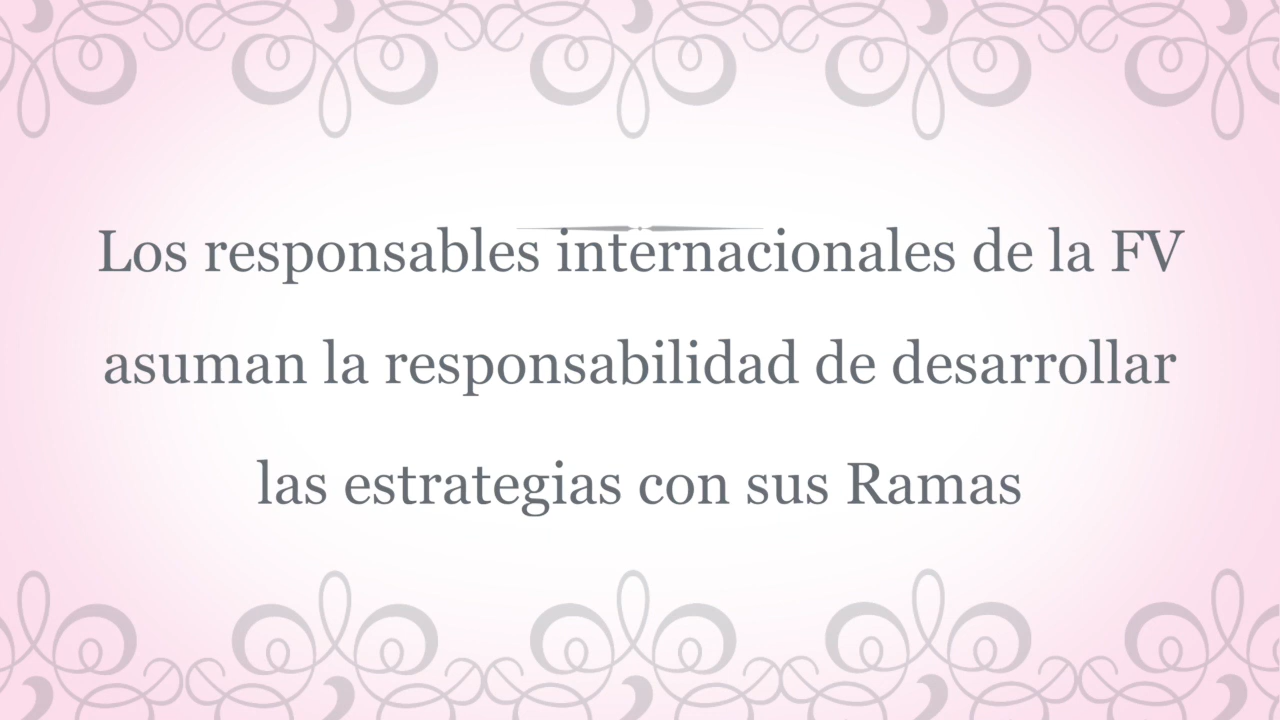 Los responsables internacionales de la FV
asuman la responsabilidad de desarrollar
las estrategias con sus Ramas